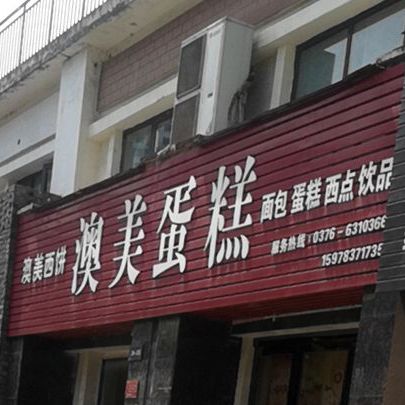 澳美西饼
澳美蛋糕
面包 蛋糕 西点 饮品
服务热线:0376-6310366
1597837173